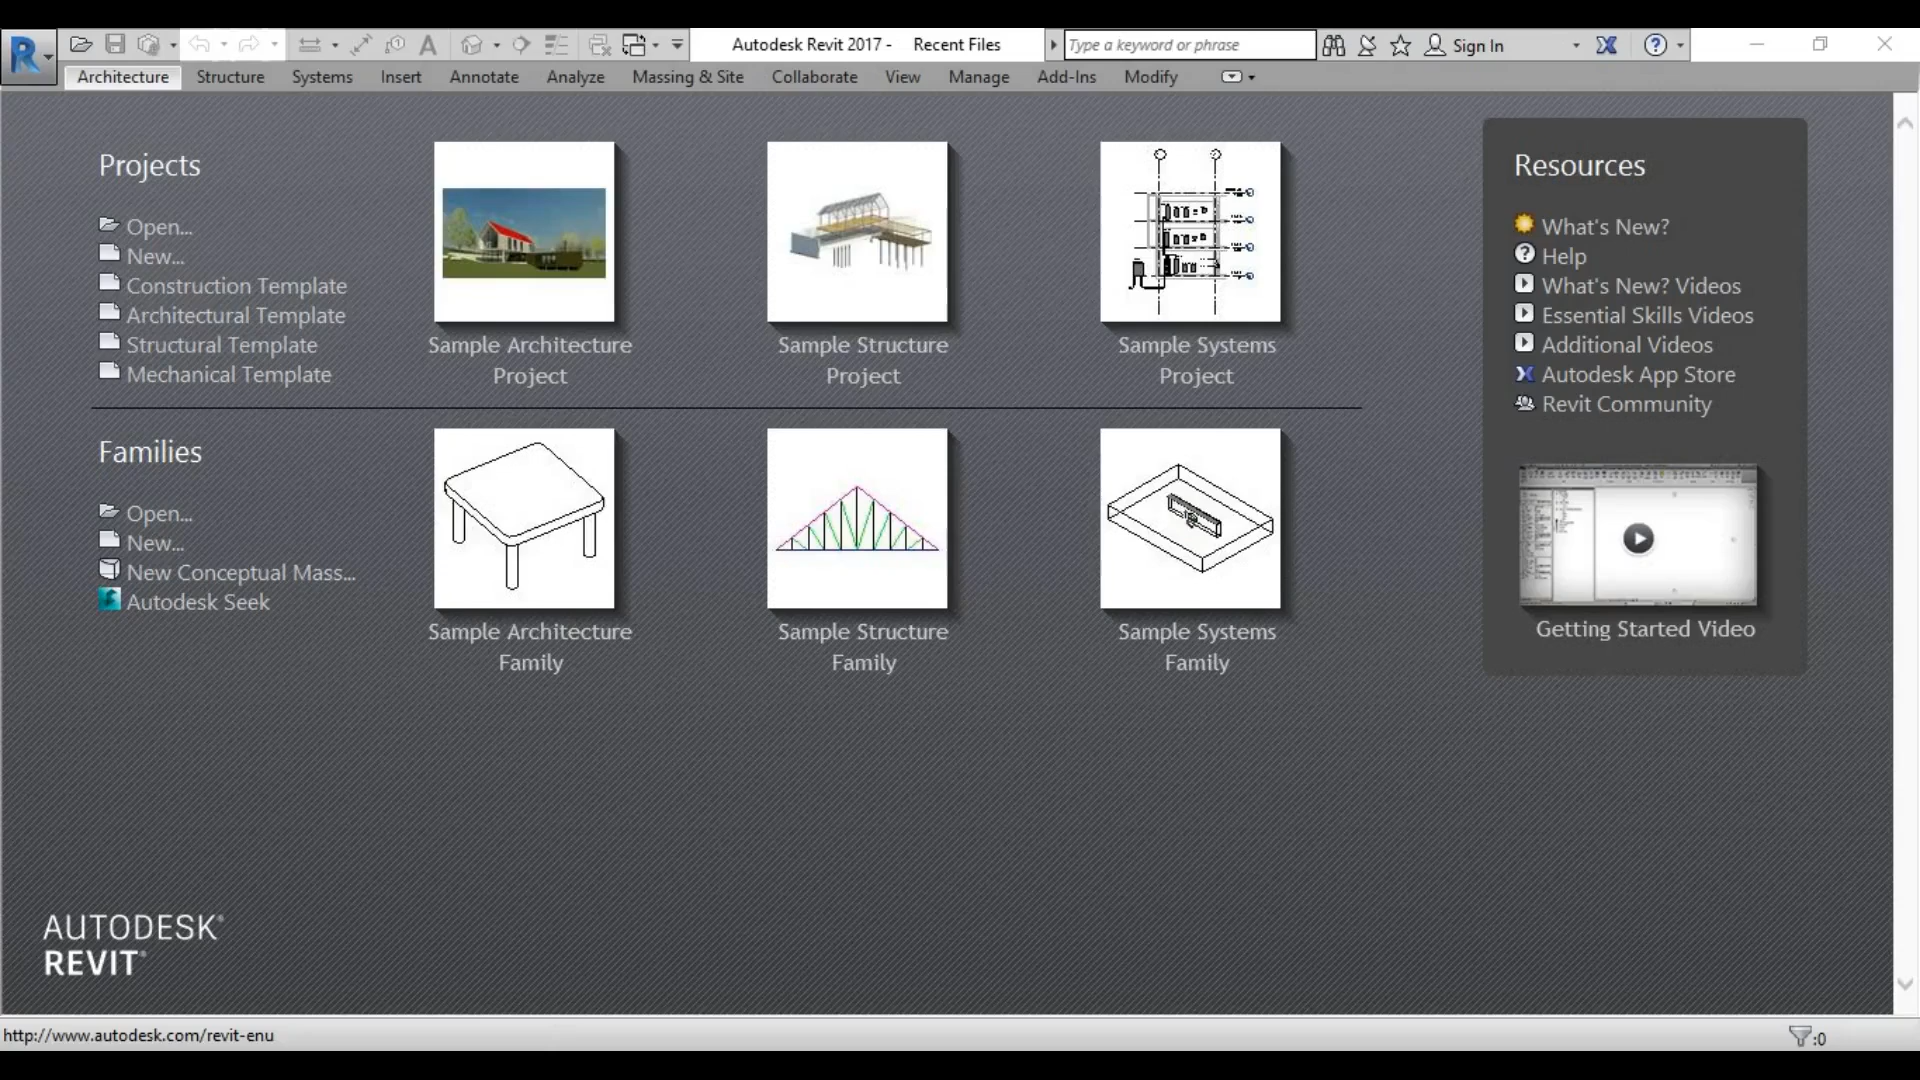 Autodesk Revit 2017 - Recent Files
Type a keyword or phrase
Sign In
Architecture Structure Systems Insert Annotate Analyze Massing & Site Collaborate View Manage Add-Ins Modify
Projects
Open...
New...
Construction Template
Architectural Template
Structural Template
Mechanical Template
Sample Architecture
Project
Sample Structure
Project
Sample Systems
Project
Families
Open...
New...
New Conceptual Mass...
Autodesk Seek
Sample Architecture
Family
Sample Structure
Family
Sample Systems
Family
Resources
What's New?
Help
What's New? Videos
Essential Skills Videos
Additional Videos
Autodesk App Store
Revit Community
Getting Started Video
AUTODESK®
REVIT®
http://www.autodesk.com/revit-enu
:0